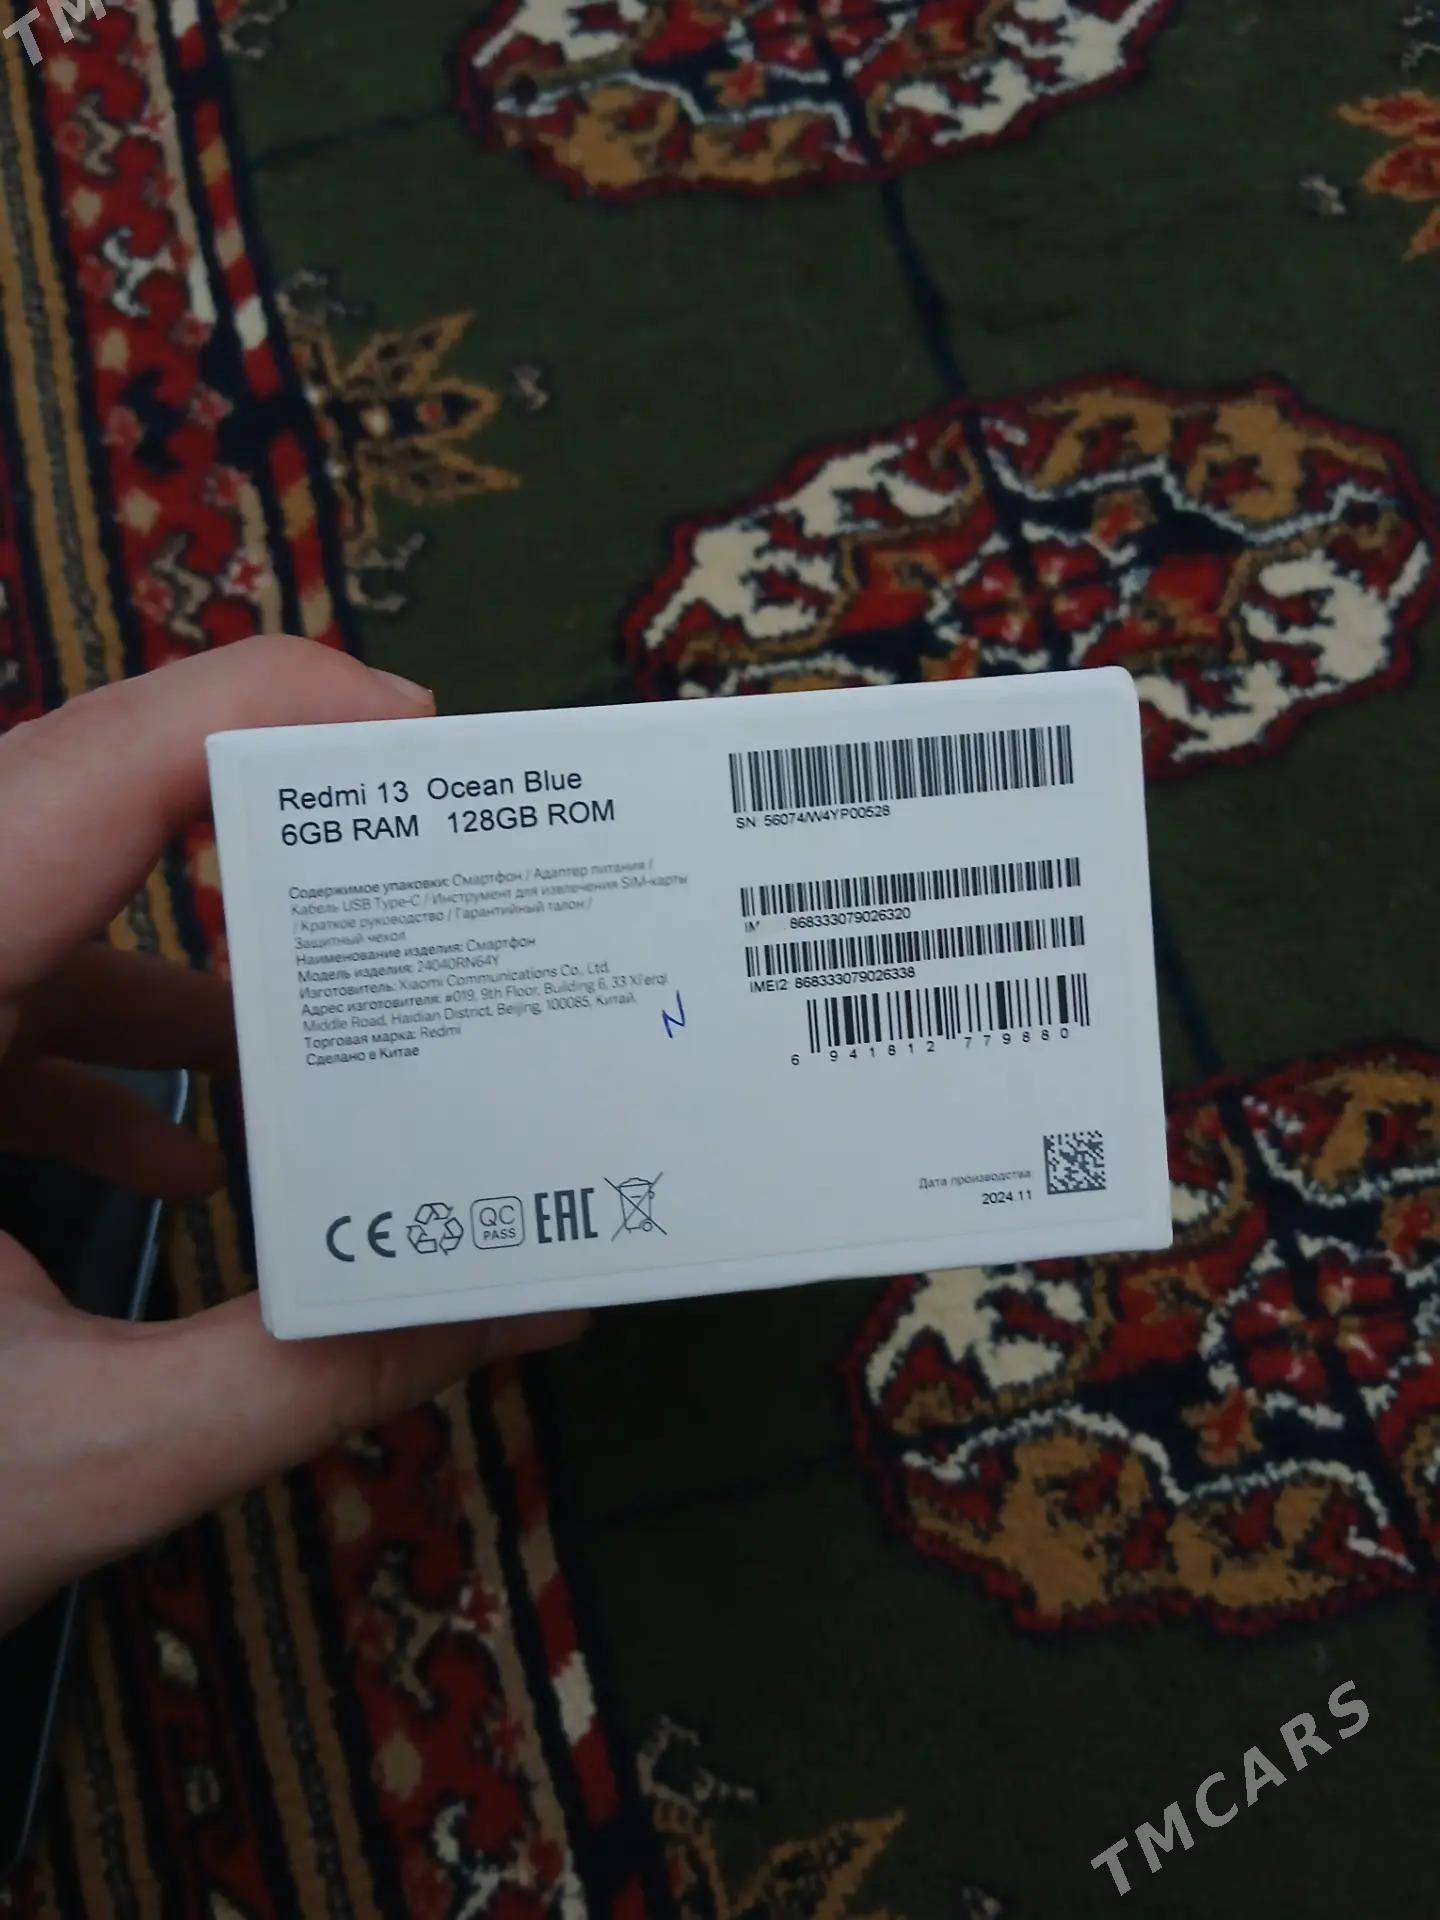 TM
Redmi 13 Ocean Blue
6GB RAM 128GB ROM
Содержимое упаковки: Смартфон / Адаптер питания /
Кабель USB Type-C / Инструмент для извлечения SIM-карты
/ Краткое руководство / Гарантийный талон /
Защитный чехол
Наименование изделия: Смартфон
Модель изделия: 24040RN64Y
Изготовитель: Xiaomi Communications Co., Ltd.
Адрес изготовителя: #019, 9th Floor, Building 6, 33 Xi'erqi
Middle Road, Haidian District, Beijing, 100085, Китай.
Торговая марка: Redmi
Сделано в Китае
N
CE
QC
PASS
EAC
SN: 56074/W4YP00528
IM 868333079026320
IMEI2: 868333079026338
6 941812 779880
Дата производства
2024.11
TMCARS